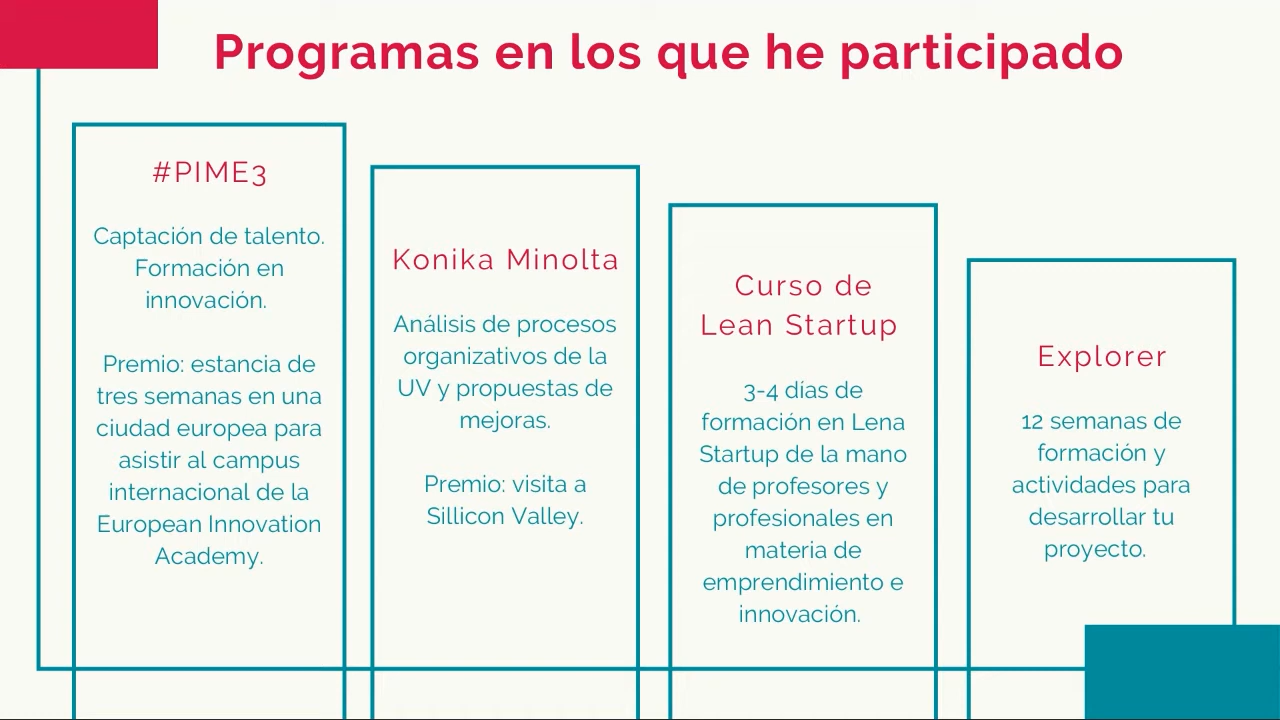 Programas en los que he participado
#PIME3
Captación de talento.
Formación en
innovación.
Premio: estancia de
tres semanas en una
ciudad europea para
asistir al campus
internacional de la
European Innovation
Academy.
Konika Minolta
Análisis de procesos
organizativos de la
UV y propuestas de
mejoras.
Premio: visita a
Sillicon Valley.
Curso de
Lean Startup
3-4 días de
formación en Lena
Startup de la mano
de profesores y
profesionales en
materia de
emprendimiento e
innovación.
Explorer
12 semanas de
formación y
actividades para
desarrollar tu
proyecto.